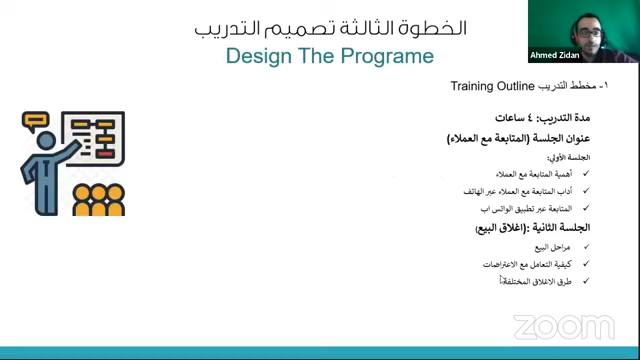 الخطوة الثالثة تصميم التدريب
Design The Programe
Ahmed Zidan
١- مخطط التدريب Training Outline
مدة التدريب: ٤ ساعات
عنوان الجلسة (المتابعة مع العملاء)
الجلسة الأولي:
✓ أهمية المتابعة مع العملاء
✓ أداب المتابعة مع العملاء عبر الهاتف
✓ المتابعة عبر تطبيق الواتس اب
الجلسة الثانية :(اغلاق البيع)
✓ مراحل البيع
✓ كيفية التعامل مع الاعتراضات
✓ طرق الاغلاق المختلفة
zoom